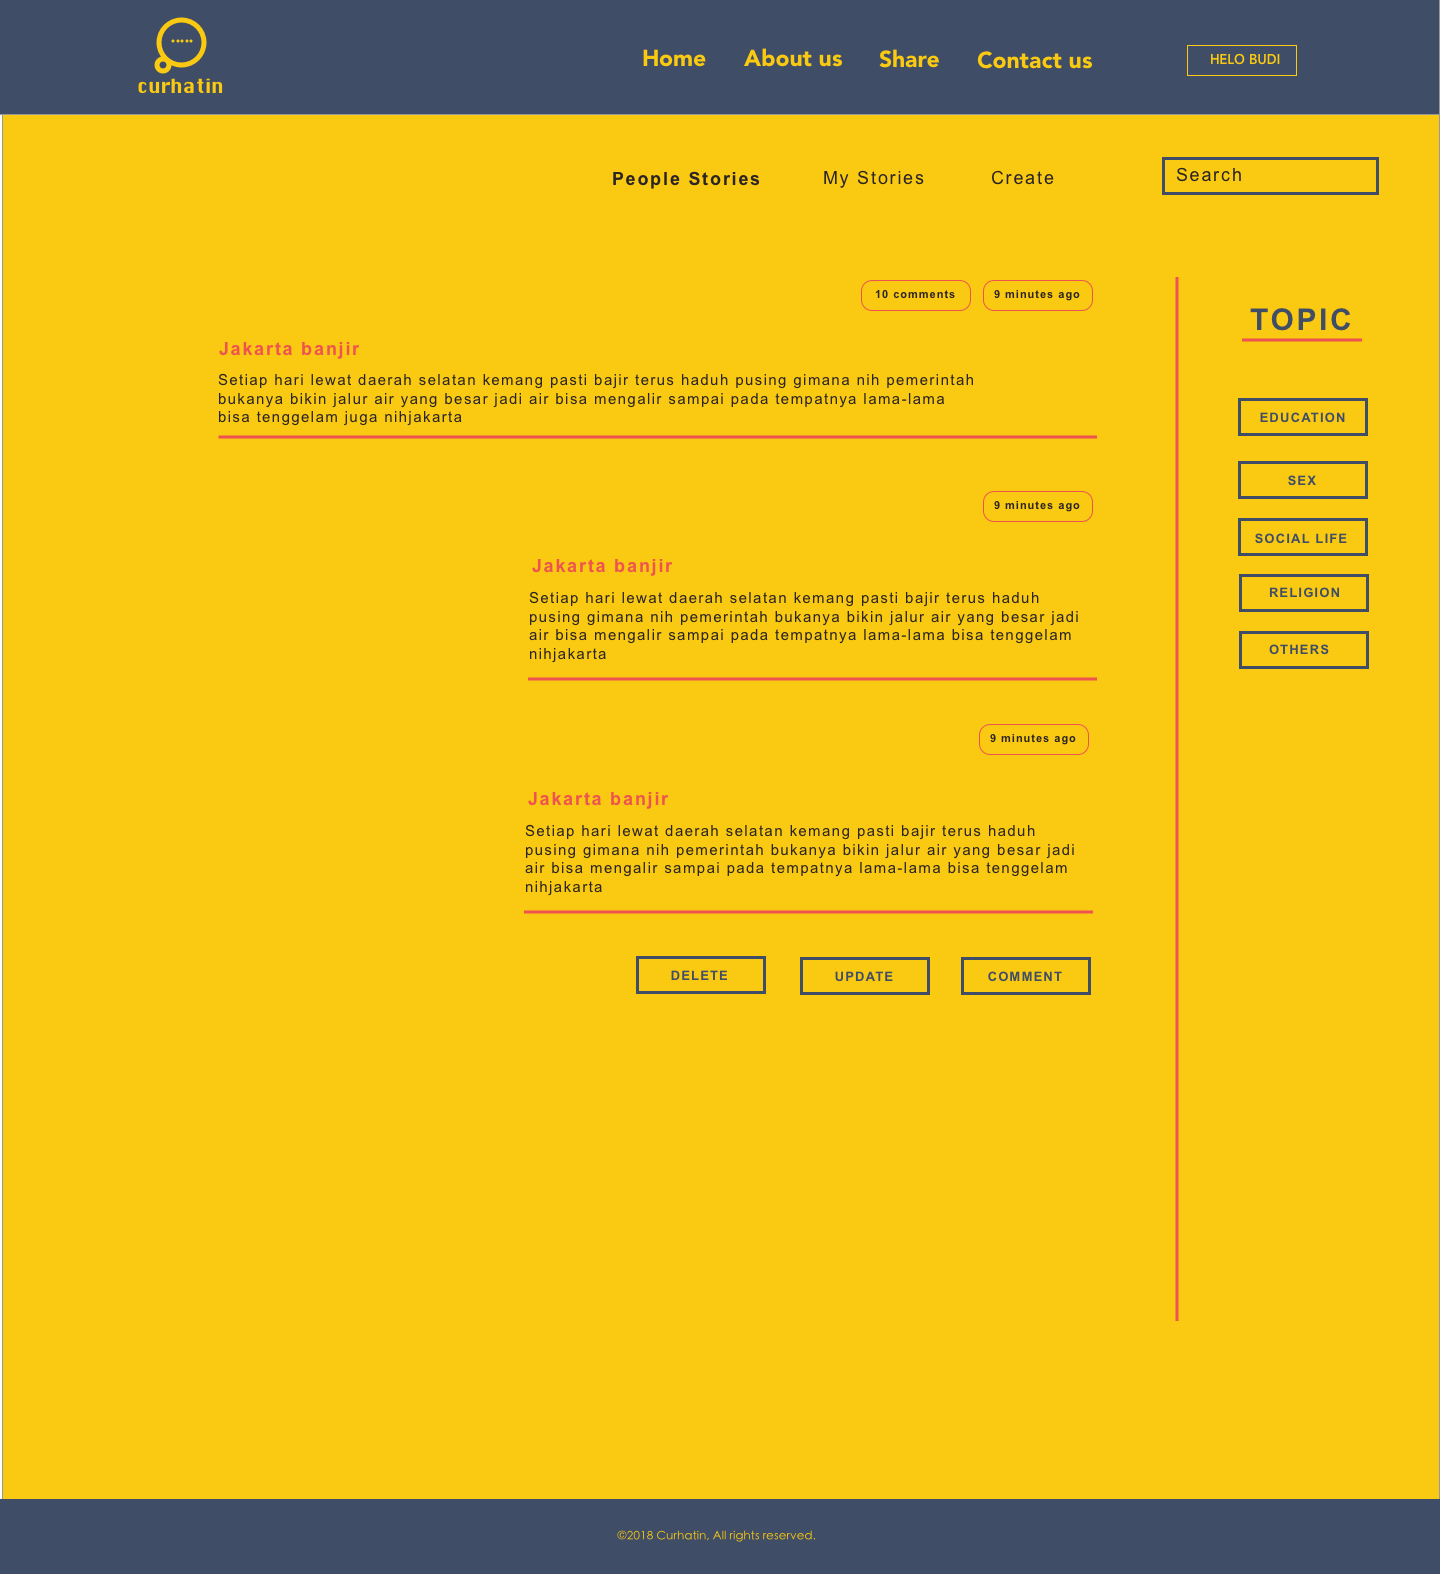 curhatin
Home
About us
Share
Contact us
HELO BUDI
People Stories
My Stories
Create
Search
10 comments
9 minutes ago
Jakarta banjir
Setiap hari lewat daerah selatan kemang pasti bajir terus haduh pusing gimana nih pemerintah
bukanya bikin jalur air yang besar jadi air bisa mengalir sampai pada tempatnya lama-lama
bisa tenggelam juga nihjakarta
9 minutes ago
Jakarta banjir
Setiap hari lewat daerah selatan kemang pasti bajir terus haduh
pusing gimana nih pemerintah bukanya bikin jalur air yang besar jadi
air bisa mengalir sampai pada tempatnya lama-lama bisa tenggelam
nihjakarta
9 minutes ago
Jakarta banjir
Setiap hari lewat daerah selatan kemang pasti bajir terus haduh
pusing gimana nih pemerintah bukanya bikin jalur air yang besar jadi
air bisa mengalir sampai pada tempatnya lama-lama bisa tenggelam
nihjakarta
DELETE
UPDATE
COMMENT
TOPIC
EDUCATION
SEX
SOCIAL LIFE
RELIGION
OTHERS
©2018 Curhatin. All rights reserved.